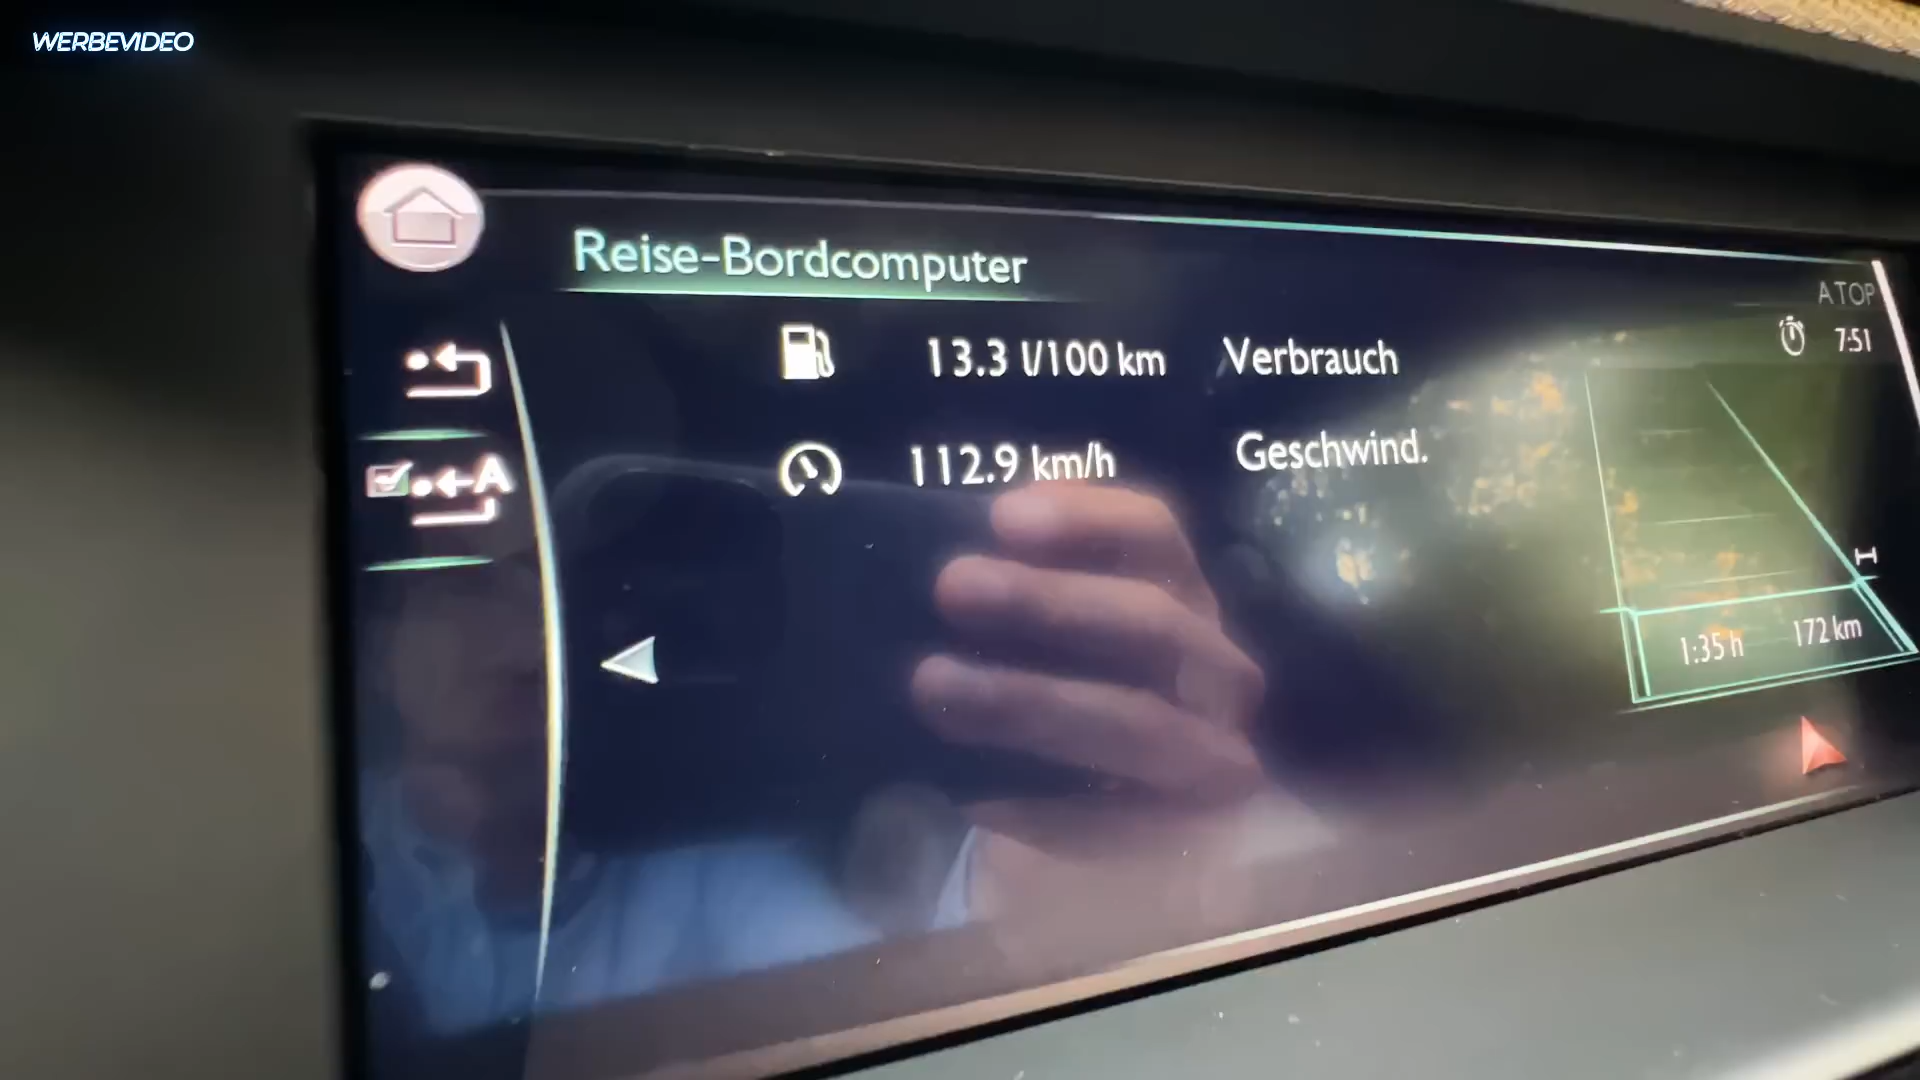 WERBEVIDEO
Reise-Bordcomputer
A TOP
7:51
13.3 l/100 km Verbrauch
112.9 km/h Geschwind.
A
1:35 h 172 km